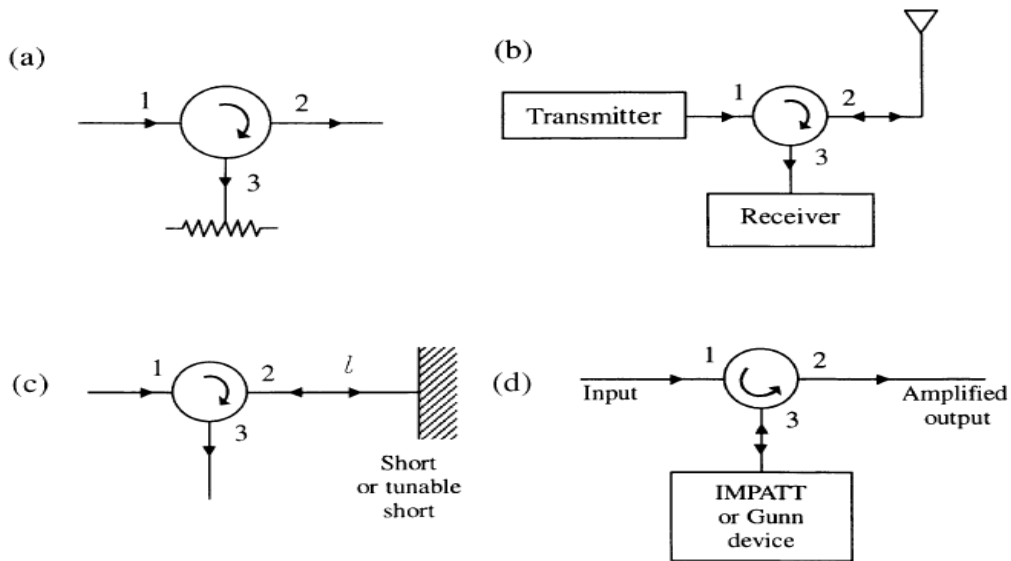 (a)
1
2
3
(b)
Transmitter
1
2
3
Receiver
(c)
1
2
l
3
Short
or tunable
short
(d)
1
2
Input
Amplified
output
3
IMPATT
or Gunn
device